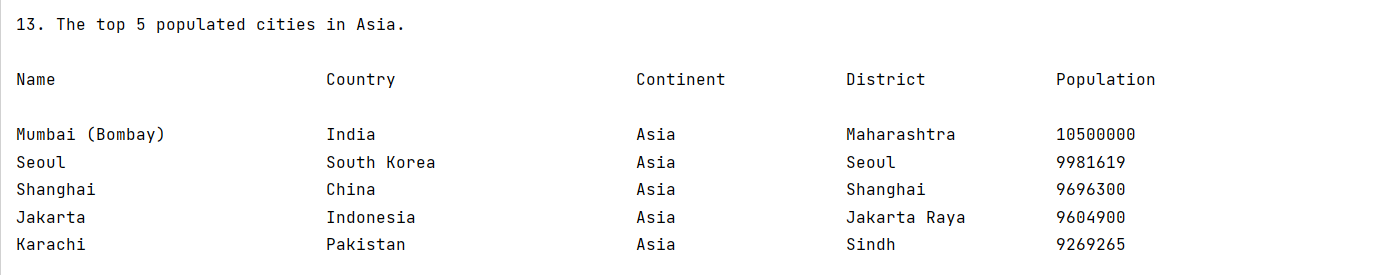 13. The top 5 populated cities in Asia.
Name Country Continent District Population
Mumbai (Bombay) India Asia Maharashtra 10500000
Seoul South Korea Asia Seoul 9981619
Shanghai China Asia Shanghai 9696300
Jakarta Indonesia Asia Jakarta Raya 9604900
Karachi Pakistan Asia Sindh 9269265